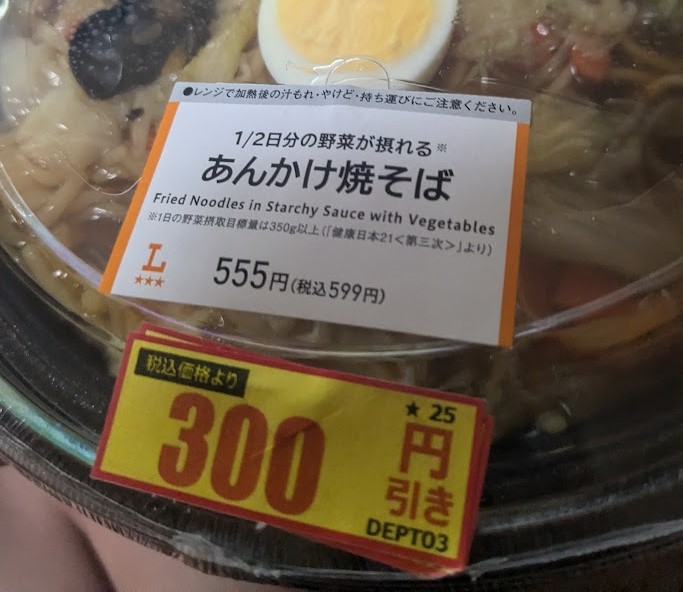 ●レンジで加熱後の汁もれ・やけど・持ち運びにご注意ください。
1/2日分の野菜が摂れる※
あんかけ焼そば
Fried Noodles in Starchy Sauce with Vegetables
※1日の野菜摂取目標量は350g以上(「健康日本21<第三次>」より)
L
★★★
555円(税込599円)
税込価格より
★ 25
300
円
引き
DEPT03